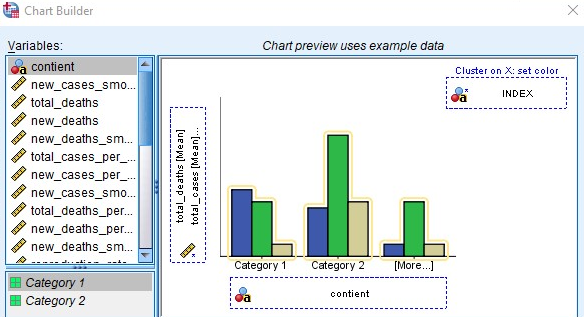 Chart Builder
Variables:
contient
new_cases_smo...
total_deaths
new_deaths
new_deaths_smo...
total_cases_per_...
new_cases_per_...
new_cases_smo...
total_deaths_per...
new_deaths_per...
new_deaths_sm...
Category 1
Category 2
Chart preview uses example data
Cluster on X: set color
INDEX
total_deaths [Mean]
total_cases [Mean]...
Category 1
Category 2
[More...]
contient